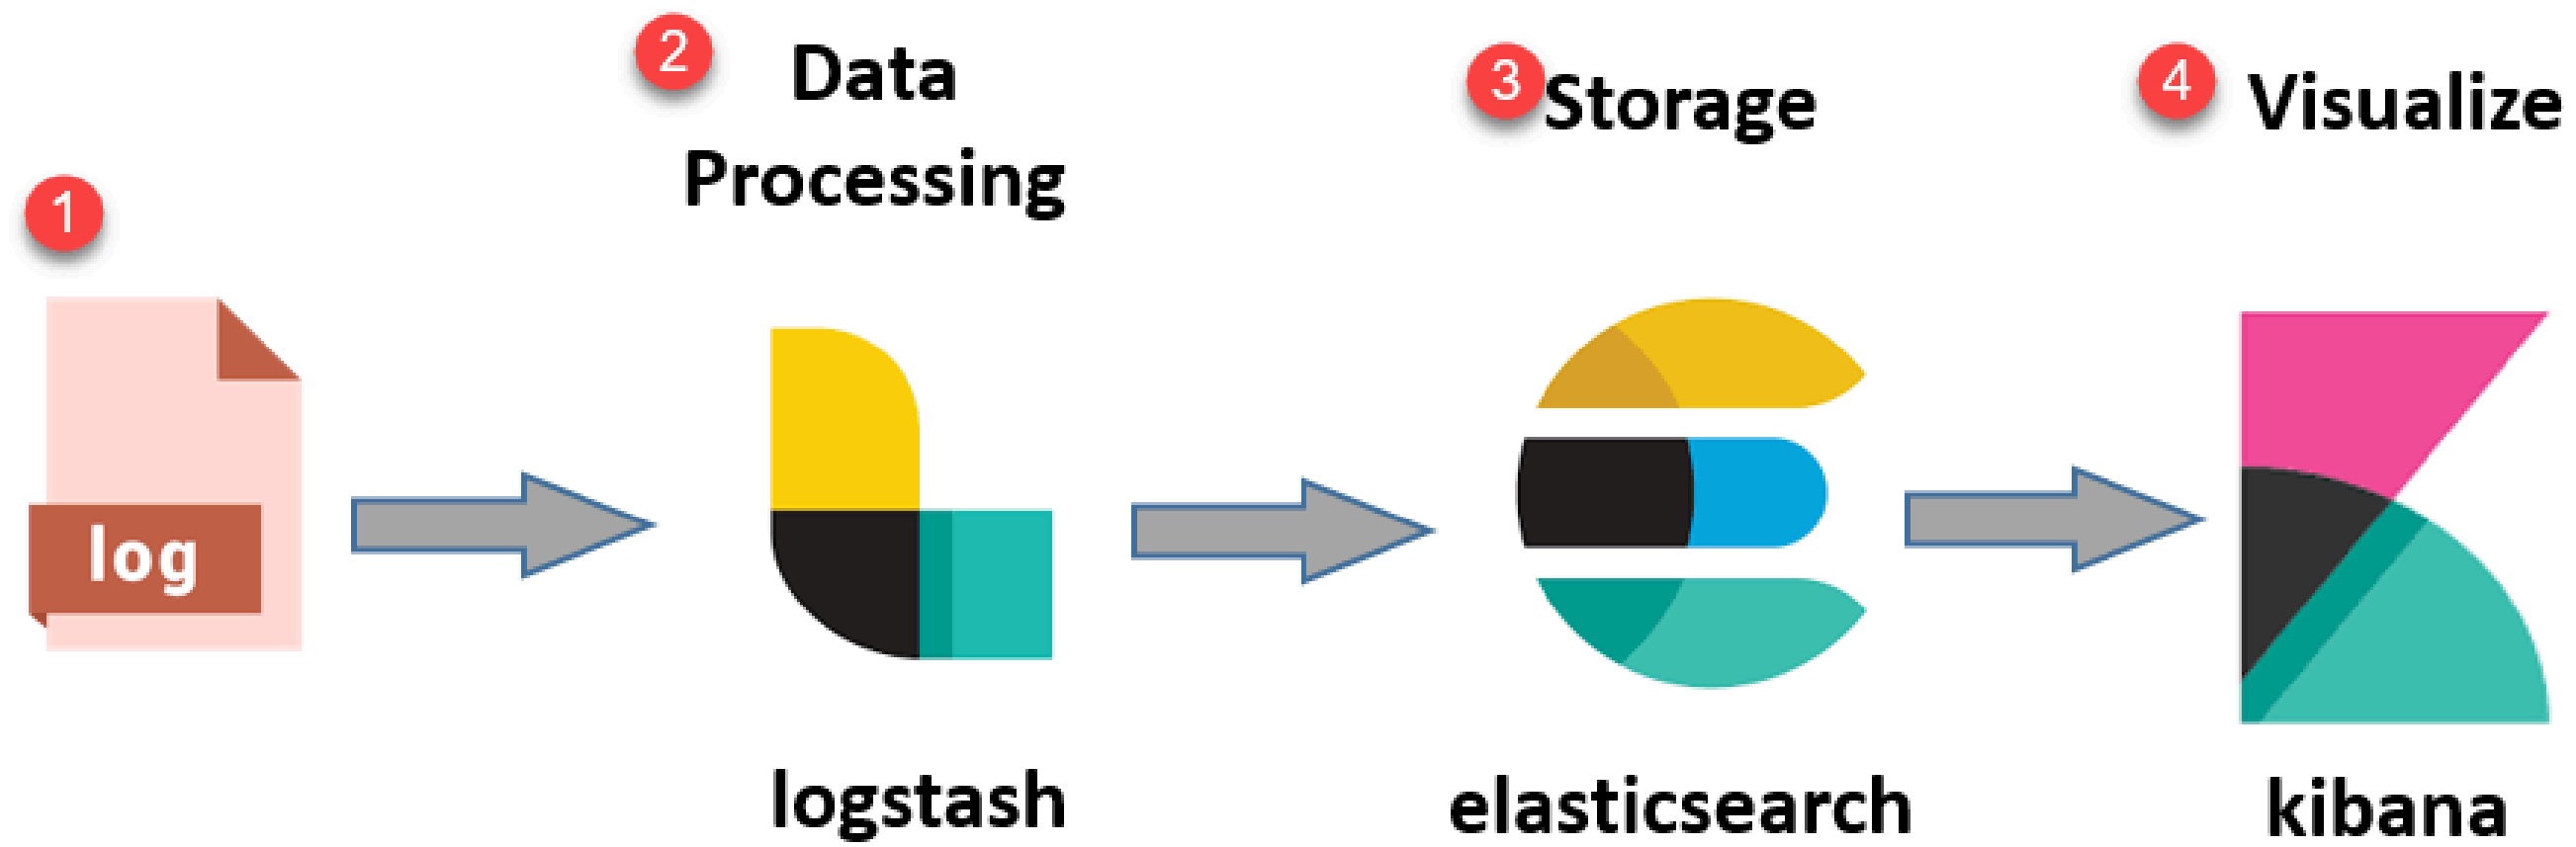 1
log
2
Data
Processing
logstash
3
Storage
elasticsearch
4
Visualize
kibana